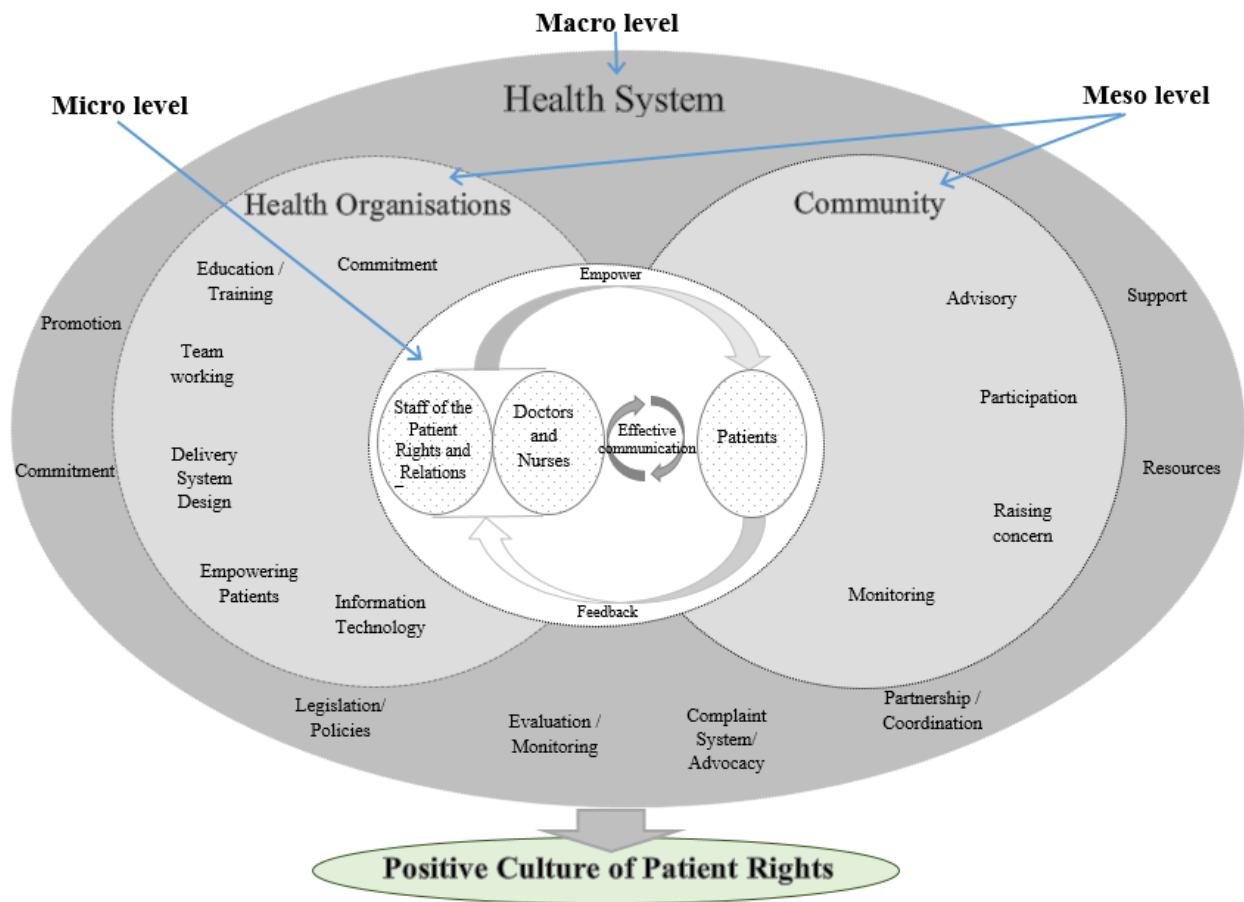 Macro level
Micro level
Meso level
Health System
Health Organisations
Community
Education /
Training
Commitment
Empower
Advisory
Support
Promotion
Team
working
Participation
Staff of the
Patient
Rights and
Relations
Doctors
and
Nurses
Effective
communication
Patients
Commitment
Delivery
System
Design
Resources
Raising
concern
Empowering
Patients
Information
Technology
Feedback
Monitoring
Legislation/
Policies
Evaluation /
Monitoring
Complaint
System/
Advocacy
Partnership /
Coordination
Positive Culture of Patient Rights